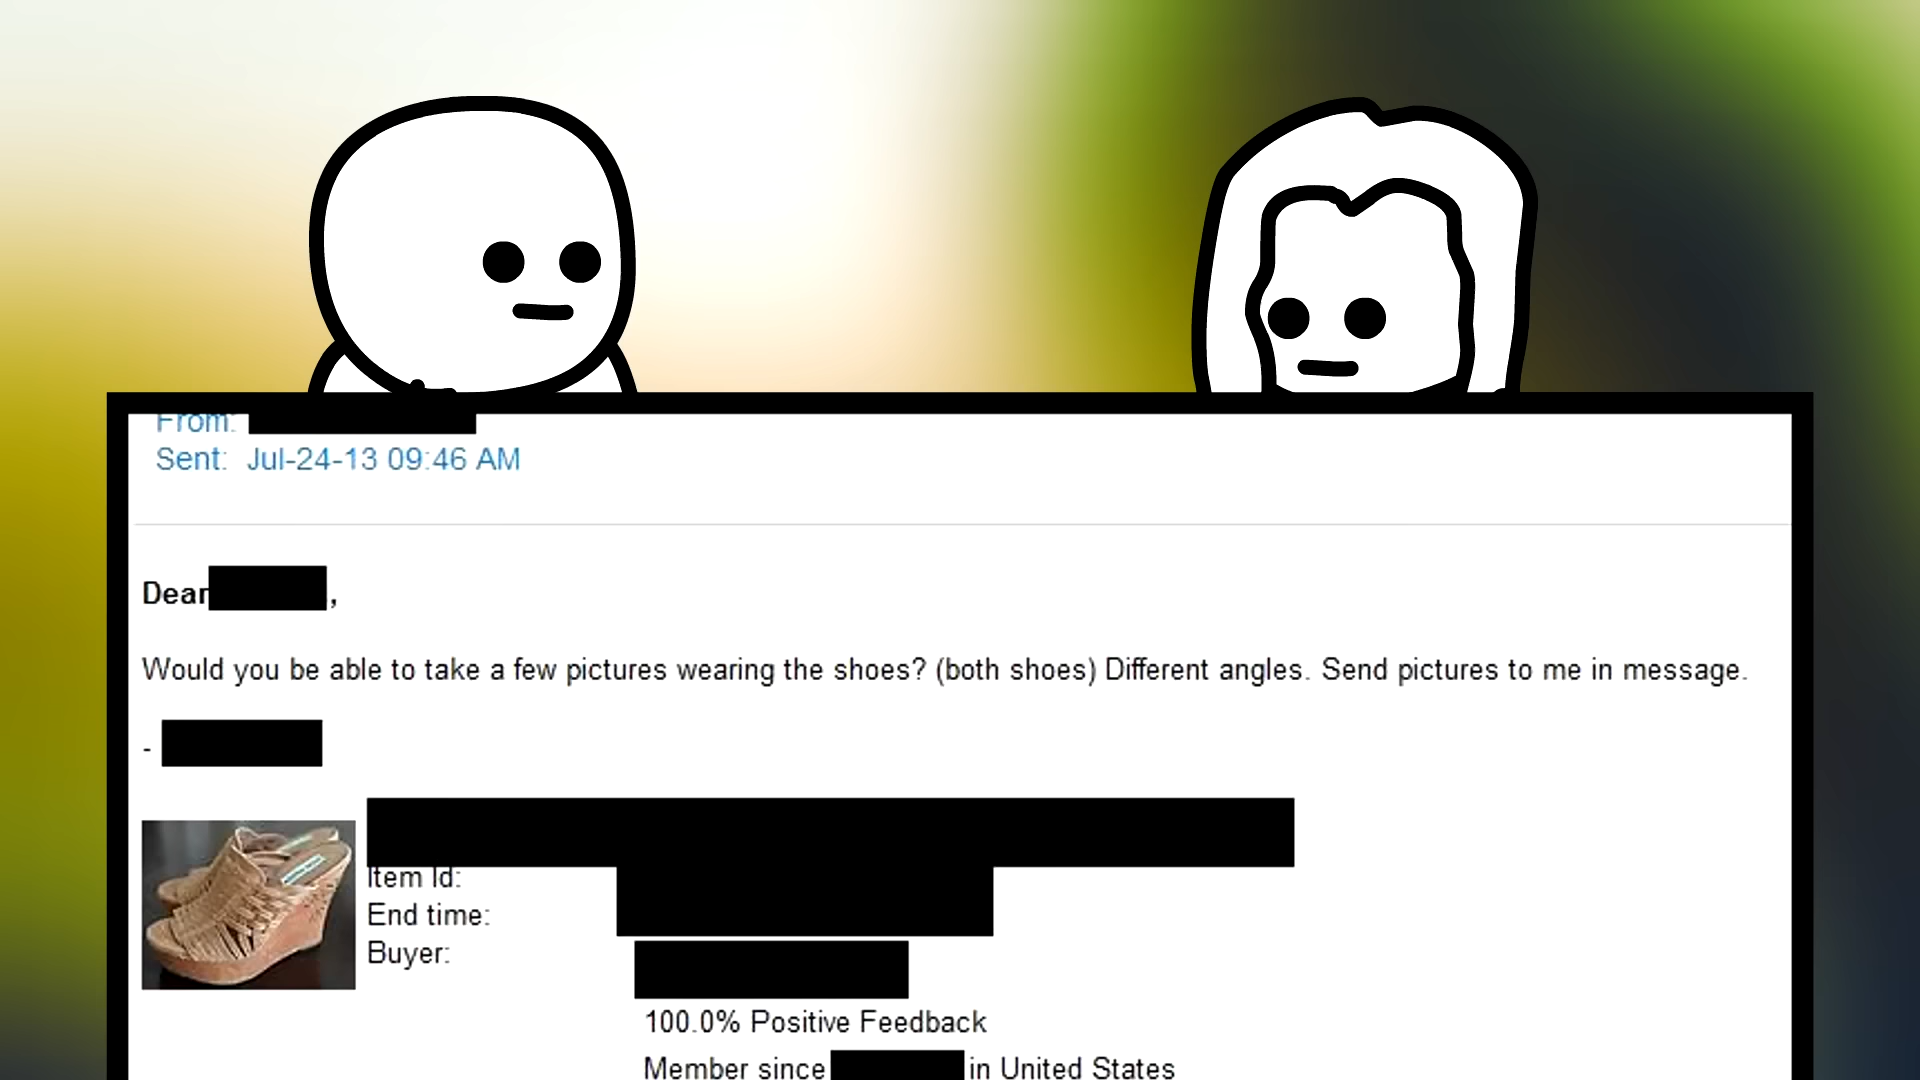 From:
Sent: Jul-24-13 09:46 AM
Dear ,
Would you be able to take a few pictures wearing the shoes? (both shoes) Different angles. Send pictures to me in message.
-
Item Id:
End time:
Buyer:
100.0% Positive Feedback
Member since in United States